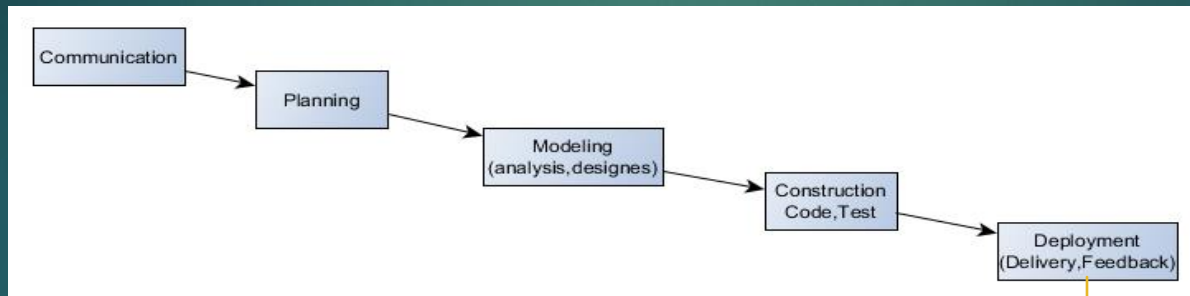 Communication
Planning
Modeling
(analysis,designes)
Construction
Code,Test
Deployment
(Delivery,Feedback)